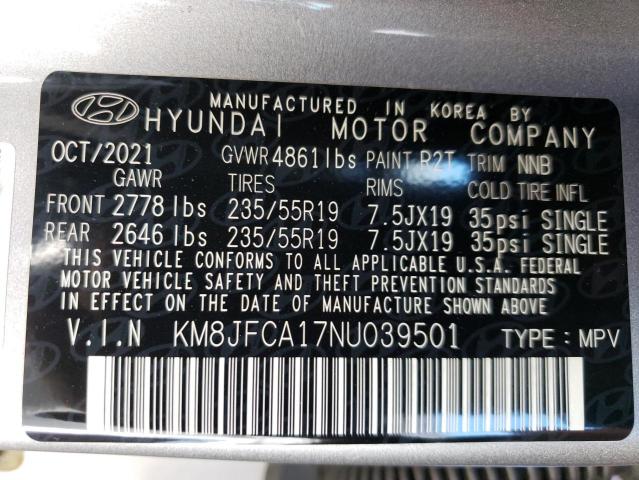 MANUFACTURED IN KOREA BY
HYUNDAI MOTOR COMPANY
OCT/2021 GVWR 4861lbs PAINT R2T TRIM NNB
GAWR TIRES RIMS COLD TIRE INFL
FRONT 2778 lbs 235/55R19 7.5JX19 35psi SINGLE
REAR 2646 lbs 235/55R19 7.5JX19 35psi SINGLE
THIS VEHICLE CONFORMS TO ALL APPLICABLE U.S.A. FEDERAL
MOTOR VEHICLE SAFETY AND THEFT PREVENTION STANDARDS
IN EFFECT ON THE DATE OF MANUFACTURE SHOWN ABOVE
V.I.N KM8JFCA17NU039501 TYPE : MPV